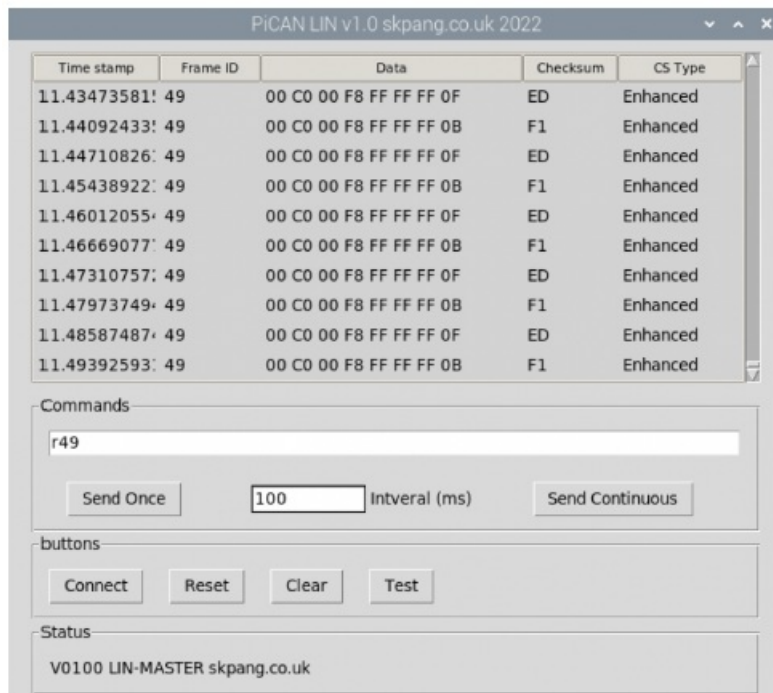 PiCAN LIN v1.0 skpang.co.uk 2022
Time stamp Frame ID Data Checksum CS Type
11.43473581 49 00 C0 00 F8 FF FF FF 0F ED Enhanced
11.44092433 49 00 C0 00 F8 FF FF FF 0B F1 Enhanced
11.44710826 49 00 C0 00 F8 FF FF FF 0F ED Enhanced
11.45438922 49 00 C0 00 F8 FF FF FF 0B F1 Enhanced
11.46012055 49 00 C0 00 F8 FF FF FF 0F ED Enhanced
11.46669077 49 00 C0 00 F8 FF FF FF 0B F1 Enhanced
11.47310757 49 00 C0 00 F8 FF FF FF 0F ED Enhanced
11.47973749 49 00 C0 00 F8 FF FF FF 0B F1 Enhanced
11.48587487 49 00 C0 00 F8 FF FF FF 0F ED Enhanced
11.49392593 49 00 C0 00 F8 FF FF FF 0B F1 Enhanced
Commands
r49
Send Once 100 Intveral (ms) Send Continuous
buttons
Connect Reset Clear Test
Status
V0100 LIN-MASTER skpang.co.uk